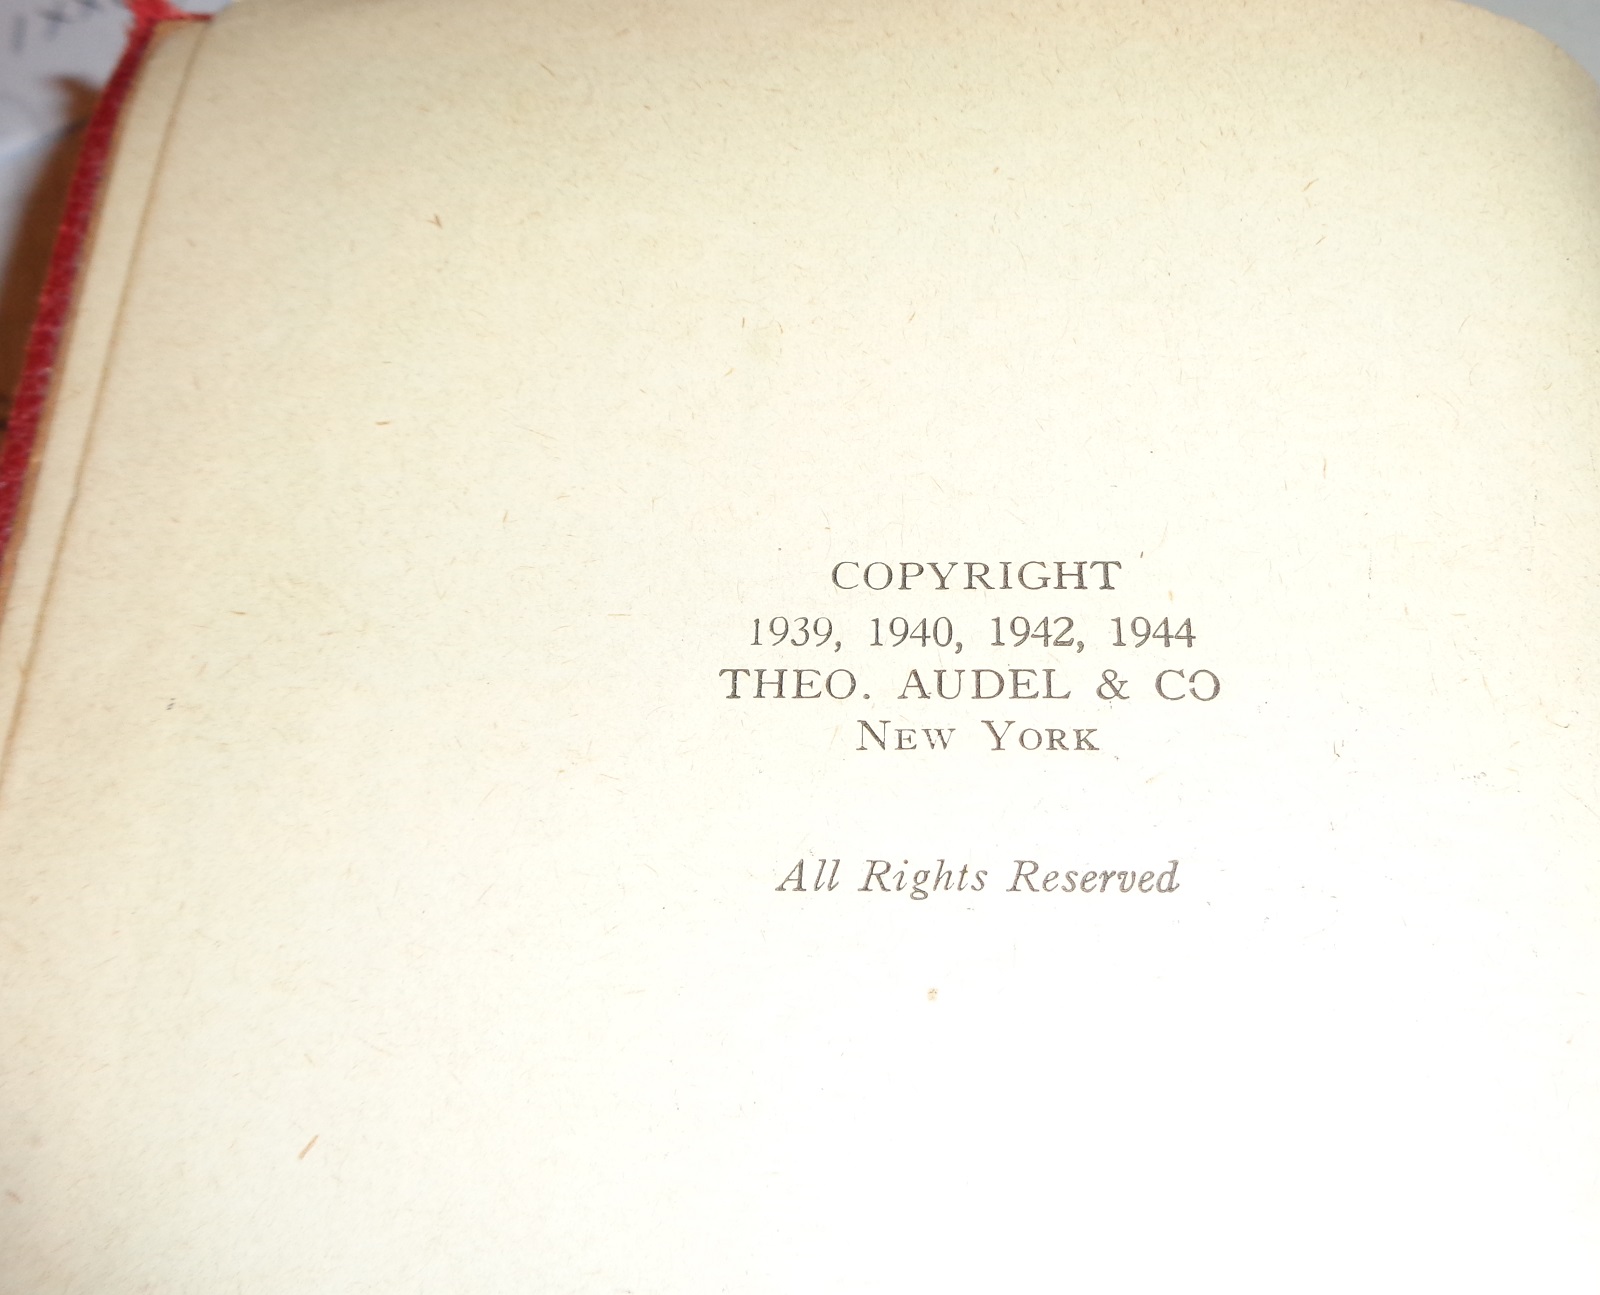 COPYRIGHT
1939, 1940, 1942, 1944
THEO. AUDEL & CO
New York
All Rights Reserved